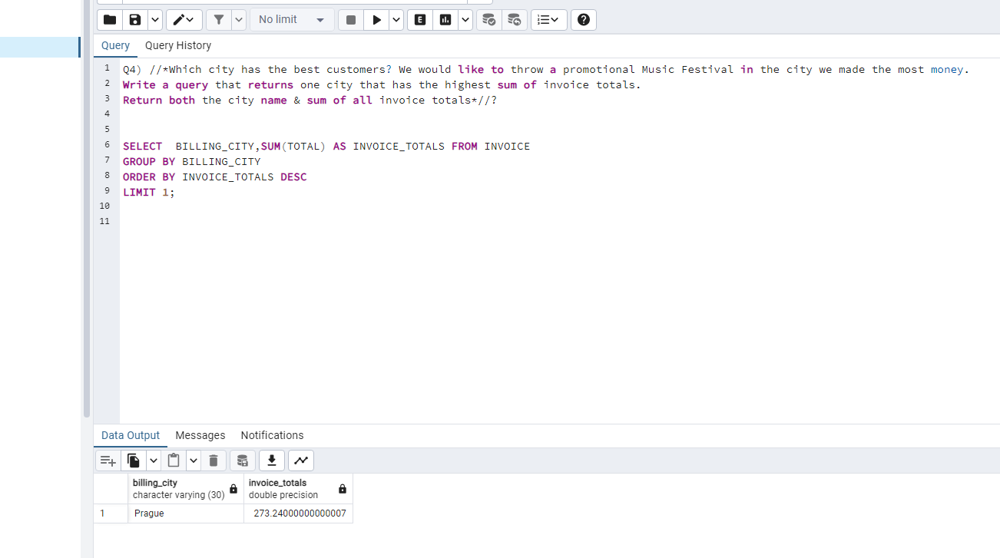 No limit
E
Query Query History
1 Q4) //*Which city has the best customers? We would like to throw a promotional Music Festival in the city we made the most money.
2 Write a query that returns one city that has the highest sum of invoice totals.
3 Return both the city name & sum of all invoice totals*//?
4
5
6 SELECT  BILLING_CITY,SUM(TOTAL) AS INVOICE_TOTALS FROM INVOICE
7 GROUP BY BILLING_CITY
8 ORDER BY INVOICE_TOTALS DESC
9 LIMIT 1;
10
11
Data Output Messages Notifications
billing_city invoice_totals
character varying (30) double precision
1 Prague 273.24000000000007